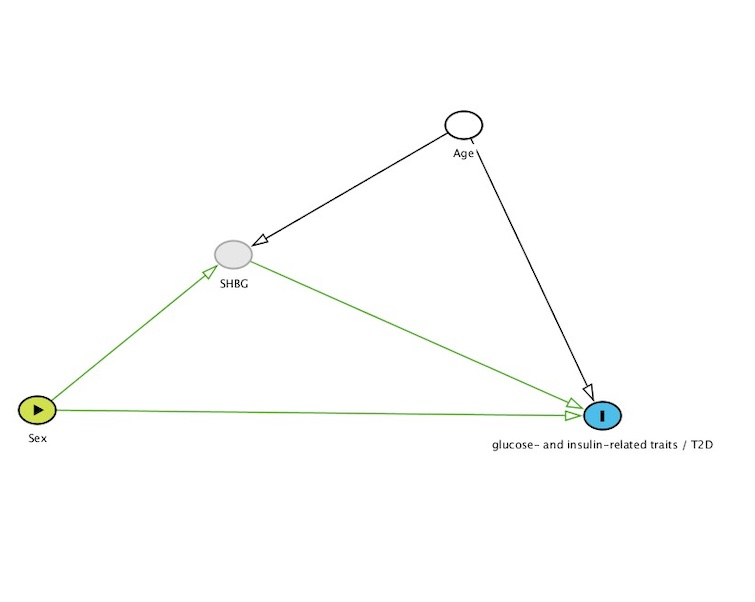 Age
SHBG
Sex
glucose- and insulin-related traits / T2D